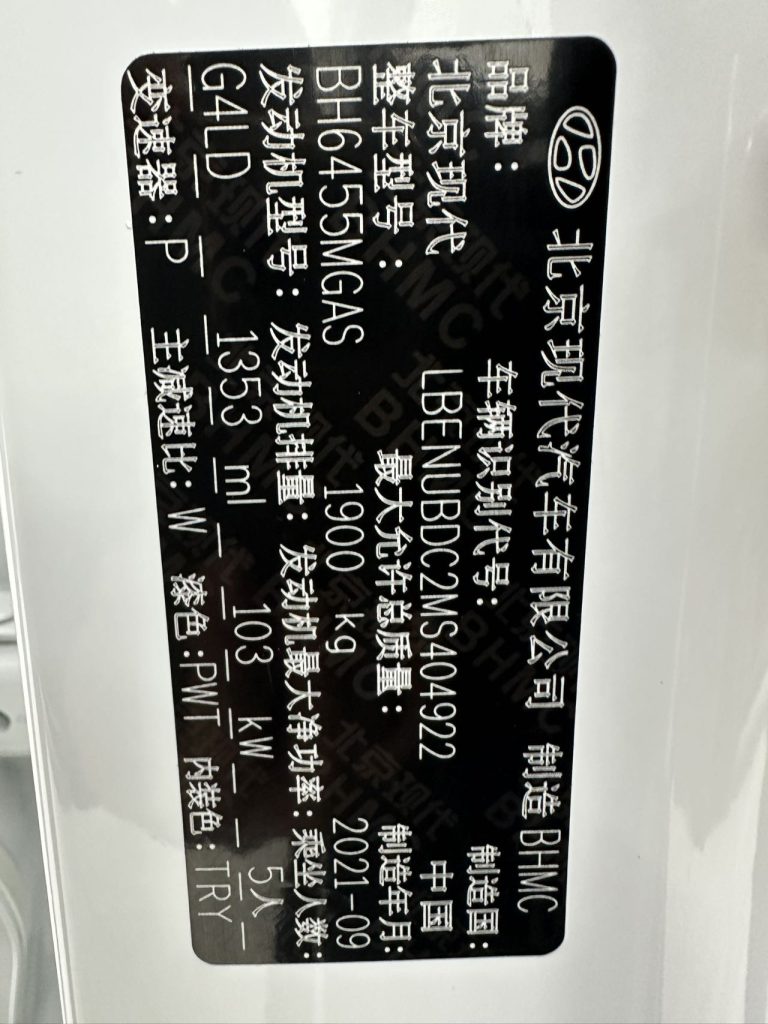 北京现代汽车有限公司 制造 BHMC
品牌: 车辆识别代号: 制造国:
北京现代 LBENUBDC2MS404922 中国
整车型号: 最大允许总质量: 制造年月:
BH6455MGAS 1900 kg 2021-09
发动机型号: 发动机排量: 发动机最大净功率: 乘坐人数:
G4LD 1353 ml 103 kW 5人
变速器: P 主减速比: W 漆色: PWT 内装色: TRY